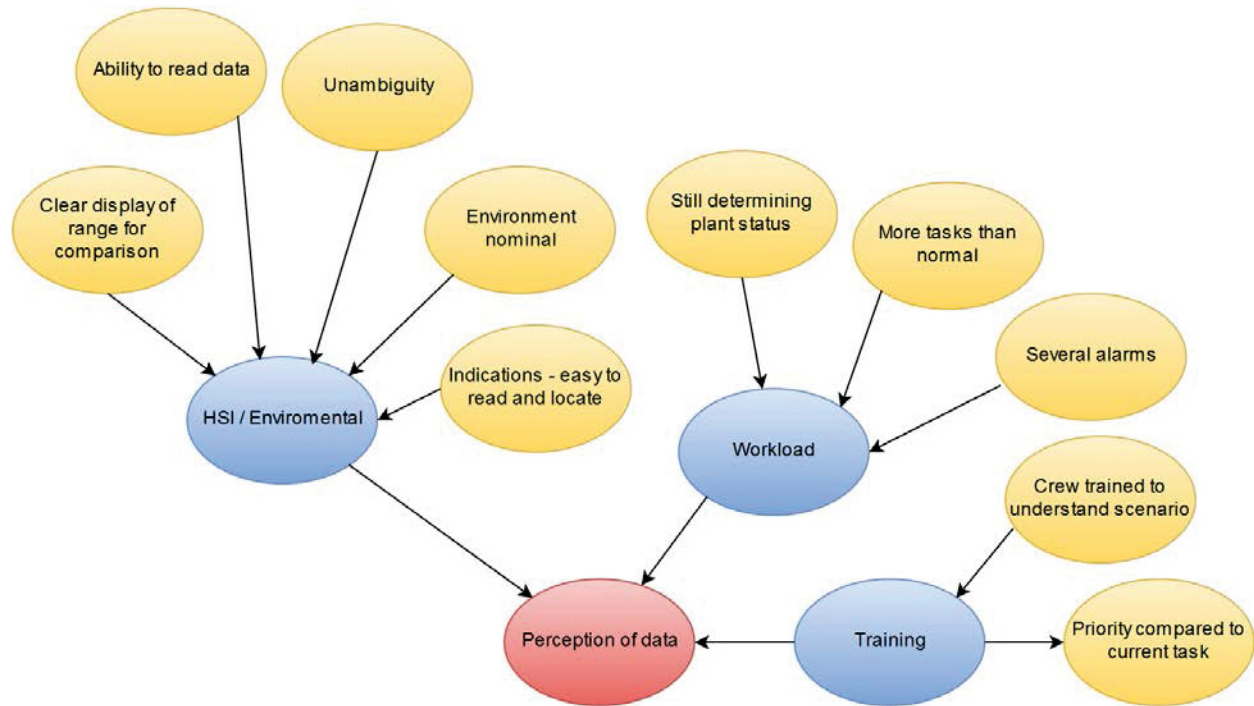 Ability to read data
Unambiguity
Clear display of
range for
comparison
Environment
nominal
Still determining
plant status
More tasks than
normal
Indications - easy to
read and locate
Several alarms
HSI / Enviromental
Workload
Crew trained to
understand scenario
Perception of data
Training
Priority compared to
current task